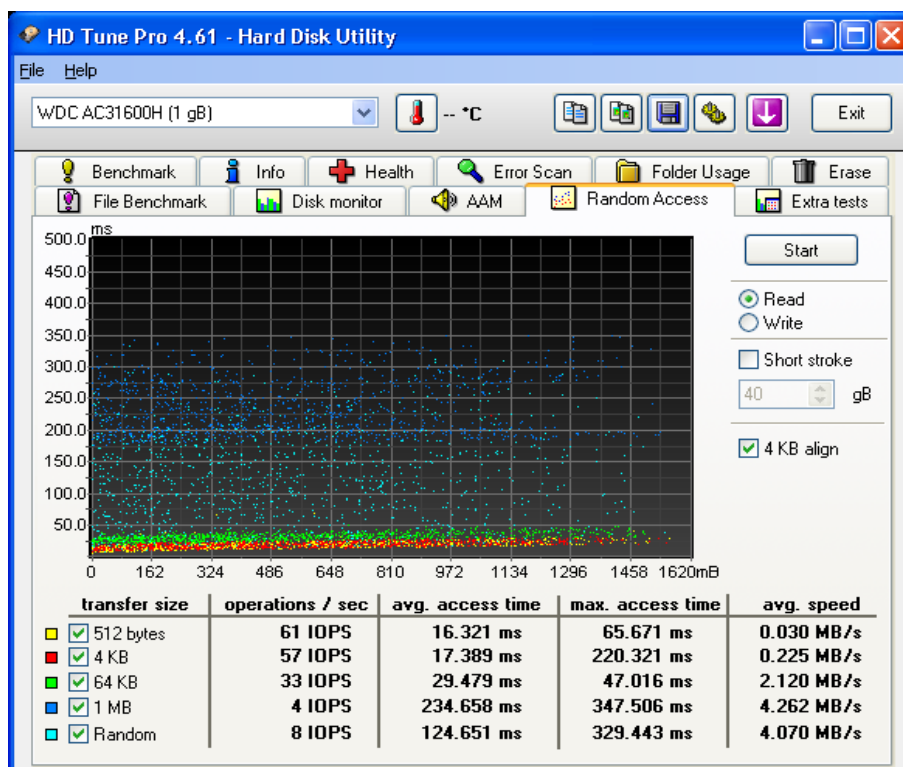 HD Tune Pro 4.61 - Hard Disk Utility
File Help
WDC AC31600H (1 gB) -- °C Exit
Benchmark Info Health Error Scan Folder Usage Erase
File Benchmark Disk monitor AAM Random Access Extra tests
ms
500.0
450.0
400.0
350.0
300.0
250.0
200.0
150.0
100.0
50.0
0 162 324 486 648 810 972 1134 1296 1458 1620mB
Start
Read
Write
Short stroke
40 gB
4 KB align
transfer size operations / sec avg. access time max. access time avg. speed
512 bytes 61 IOPS 16.321 ms 65.671 ms 0.030 MB/s
4 KB 57 IOPS 17.389 ms 220.321 ms 0.225 MB/s
64 KB 33 IOPS 29.479 ms 47.016 ms 2.120 MB/s
1 MB 4 IOPS 234.658 ms 347.506 ms 4.262 MB/s
Random 8 IOPS 124.651 ms 329.443 ms 4.070 MB/s